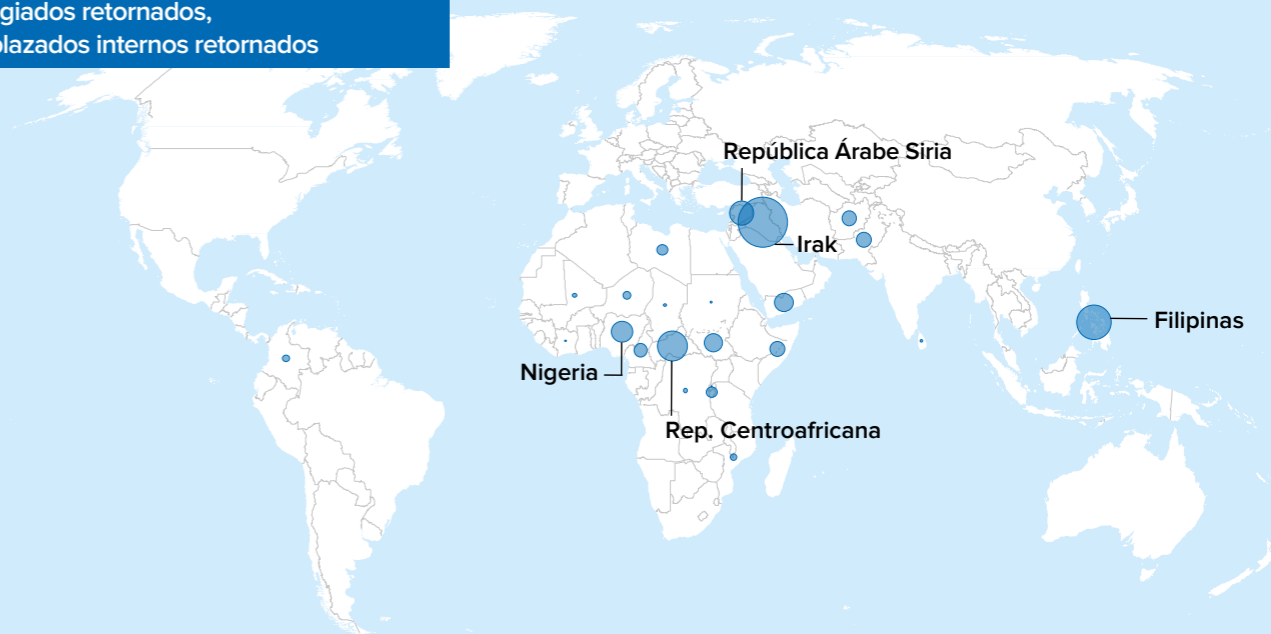 giados retornados,
plazados internos retornados
República Árabe Siria
Irak
Filipinas
Nigeria
Rep. Centroafricana